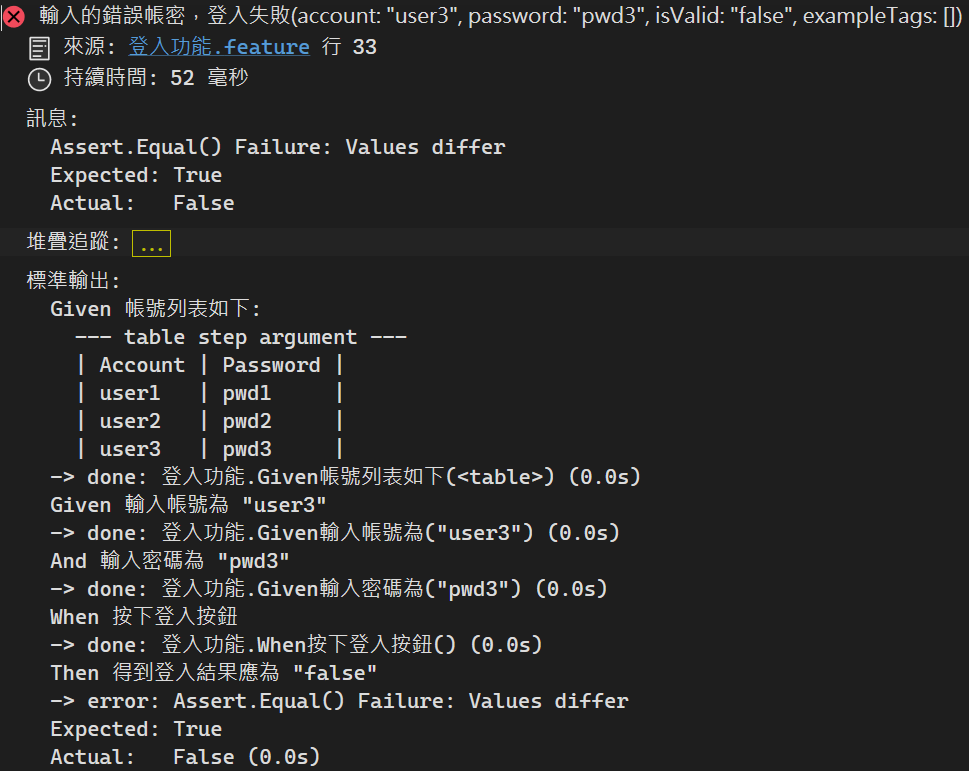 輸入的錯誤帳密，登入失敗(account: "user3", password: "pwd3", isValid: "false", exampleTags: [])
來源: 登入功能.feature 行 33
持續時間: 52 毫秒
訊息:
Assert.Equal() Failure: Values differ
Expected: True
Actual:   False
堆疊追蹤: ...
標準輸出:
Given 帳號列表如下:
--- table step argument ---
| Account | Password |
| user1   | pwd1     |
| user2   | pwd2     |
| user3   | pwd3     |
-> done: 登入功能.Given帳號列表如下(<table>) (0.0s)
Given 輸入帳號為 "user3"
-> done: 登入功能.Given輸入帳號為("user3") (0.0s)
And 輸入密碼為 "pwd3"
-> done: 登入功能.Given輸入密碼為("pwd3") (0.0s)
When 按下登入按鈕
-> done: 登入功能.When按下登入按鈕() (0.0s)
Then 得到登入結果應為 "false"
-> error: Assert.Equal() Failure: Values differ
Expected: True
Actual:   False (0.0s)